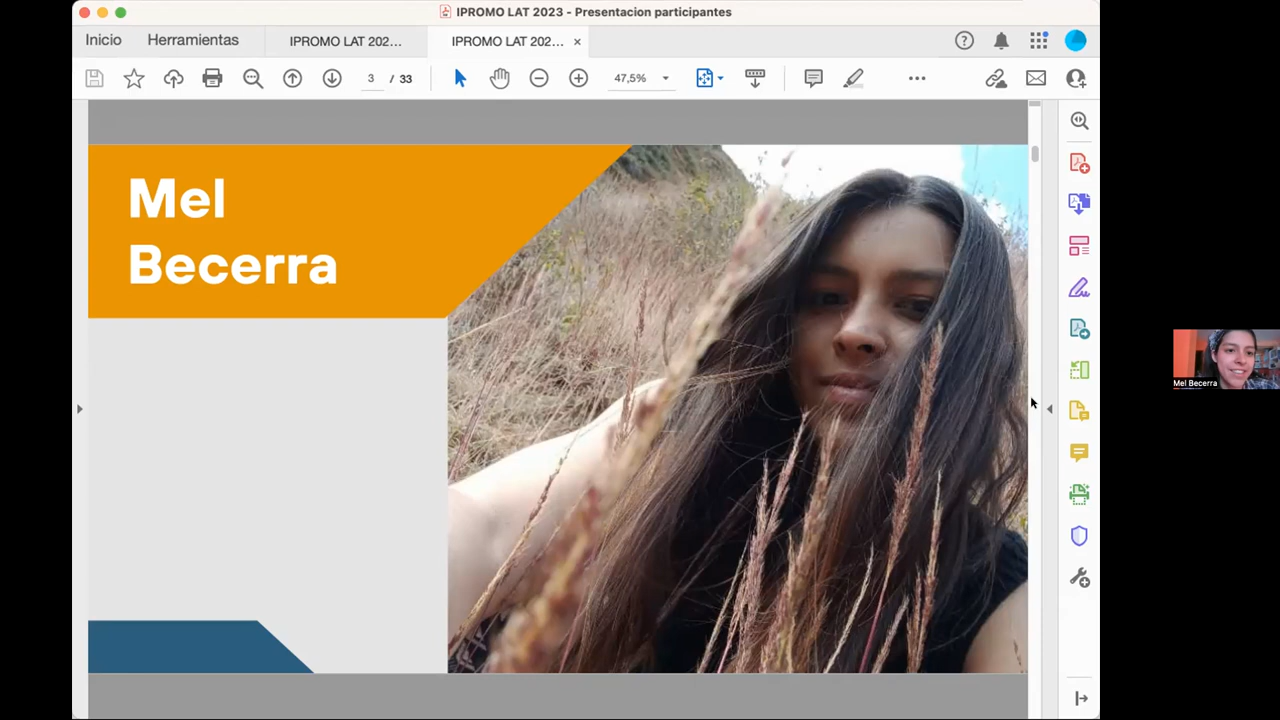 IPROMO LAT 2023 - Presentacion participantes
Inicio
Herramientas
IPROMO LAT 202...
IPROMO LAT 202...
3 / 33
47,5%
Mel
Becerra
Mel Becerra